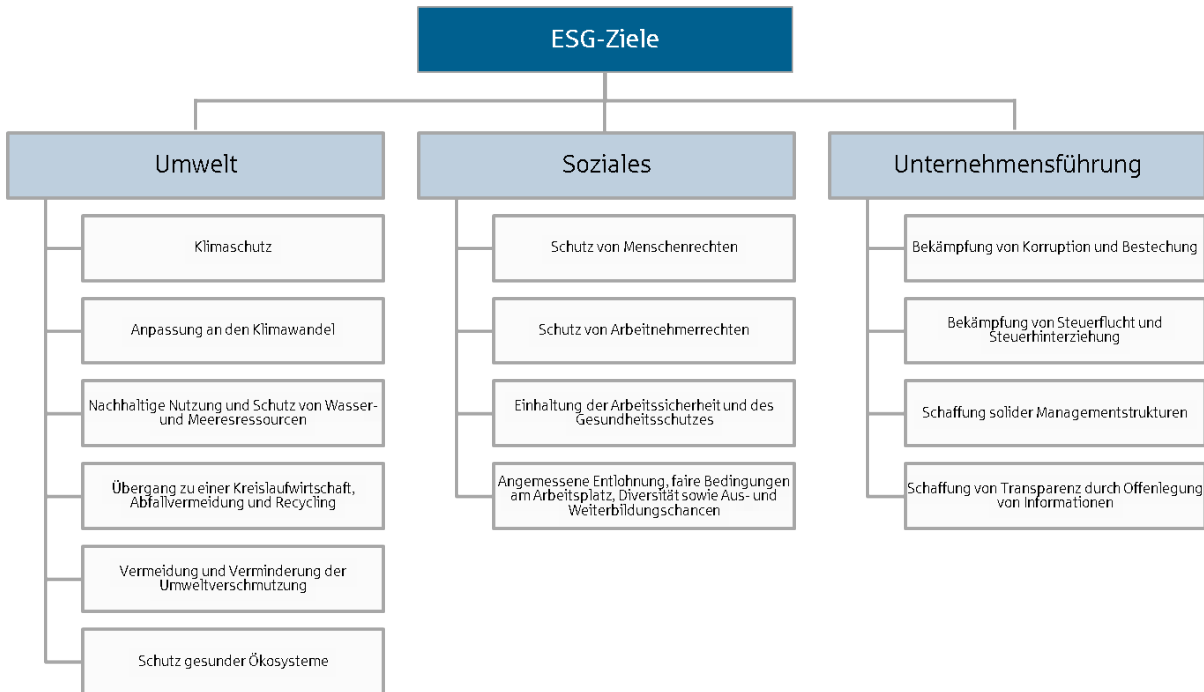 ESG-Ziele
Umwelt
Klimaschutz
Anpassung an den Klimawandel
Nachhaltige Nutzung und Schutz von Wasser-
und Meeresressourcen
Übergang zu einer Kreislaufwirtschaft,
Abfallvermeidung und Recycling
Vermeidung und Verminderung der
Umweltverschmutzung
Schutz gesunder Ökosysteme
Soziales
Schutz von Menschenrechten
Schutz von Arbeitnehmerrechten
Einhaltung der Arbeitssicherheit und des
Gesundheitsschutzes
Angemessene Entlohnung, faire Bedingungen
am Arbeitsplatz, Diversität sowie Aus- und
Weiterbildungschancen
Unternehmensführung
Bekämpfung von Korruption und Bestechung
Bekämpfung von Steuerflucht und
Steuerhinterziehung
Schaffung solider Managementstrukturen
Schaffung von Transparenz durch Offenlegung
von Informationen